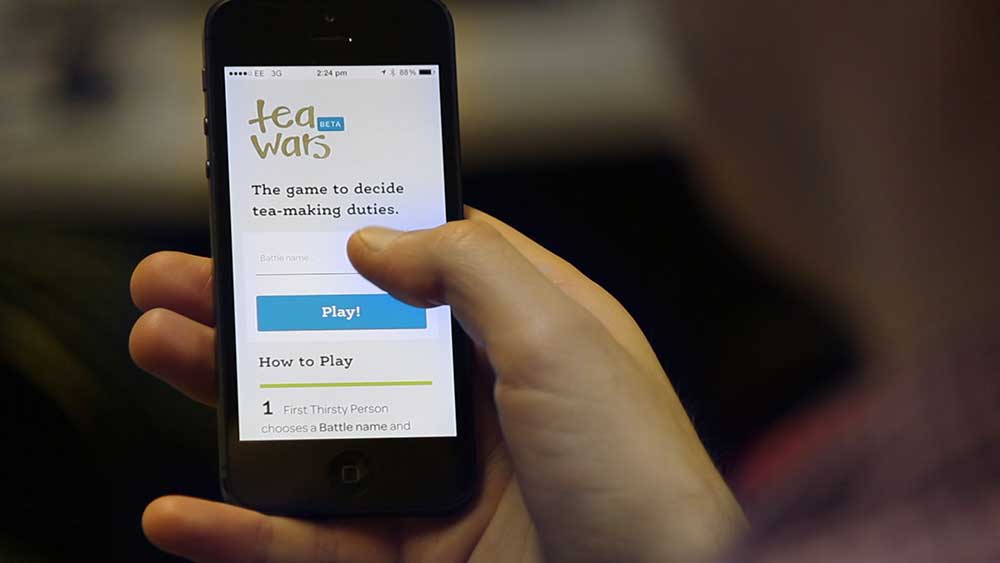 EE 3G 2:24 pm 88%
tea
BETA
wars
The game to decide
tea-making duties.
Battle name...
Play!
How to Play
1 First Thirsty Person
chooses a Battle name and